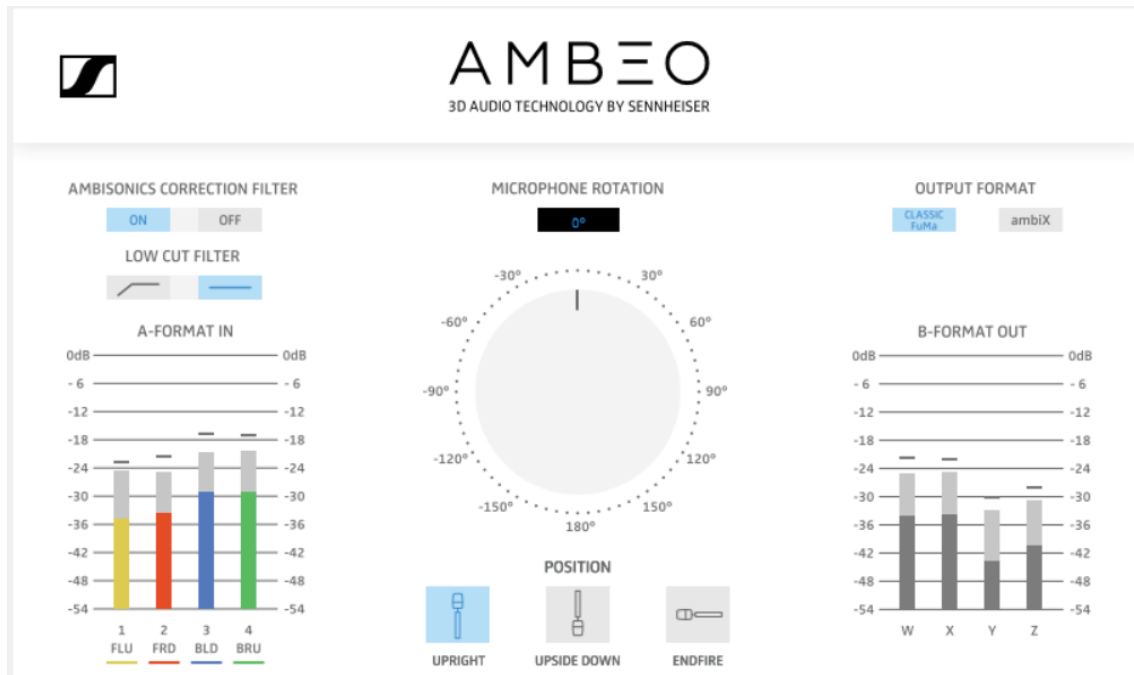 AMBEO
3D AUDIO TECHNOLOGY BY SENNHEISER
AMBISONICS CORRECTION FILTER
ON OFF
LOW CUT FILTER
A-FORMAT IN
0dB 0dB
- 6 - 6
-12 -12
-18 -18
-24 -24
-30 -30
-36 -36
-42 -42
-48 -48
-54 -54
1 2 3 4
FLU FRD BLD BRU
MICROPHONE ROTATION
0°
-30° 30°
-60° 60°
-90° 90°
-120° 120°
-150° 150°
180°
POSITION
UPRIGHT UPSIDE DOWN ENDFIRE
OUTPUT FORMAT
CLASSIC
FuMa
ambiX
B-FORMAT OUT
0dB 0dB
- 6 - 6
-12 -12
-18 -18
-24 -24
-30 -30
-36 -36
-42 -42
-48 -48
-54 -54
W X Y Z